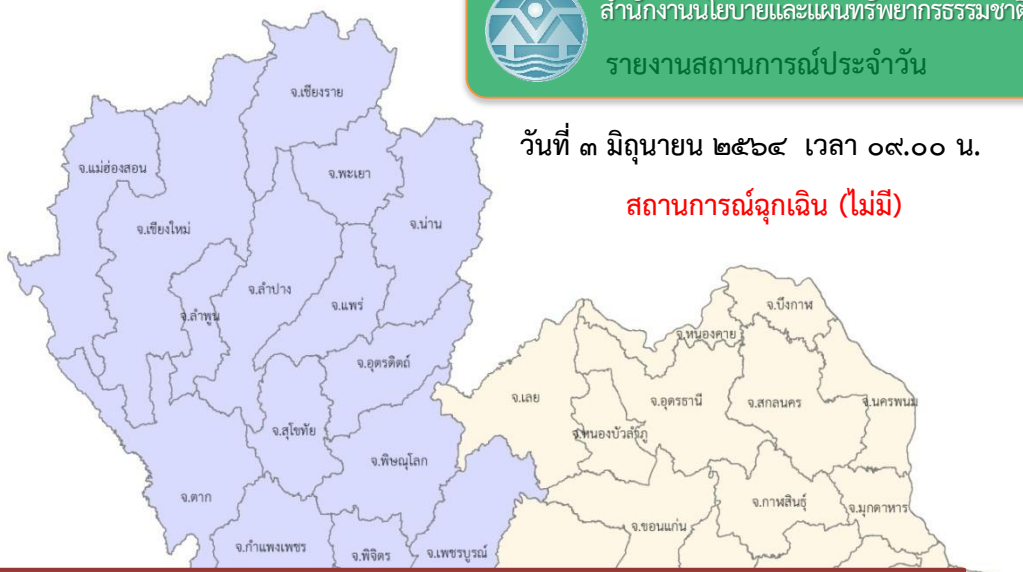 สำนักงานนโยบายและแผนทรัพยากรธรรมชาติ
รายงานสถานการณ์ประจำวัน
วันที่ ๓ มิถุนายน ๒๕๖๔ เวลา ๐๙.๐๐ น.
สถานการณ์ฉุกเฉิน (ไม่มี)
จ.เชียงราย
จ.แม่ฮ่องสอน
จ.พะเยา
จ.เชียงใหม่
จ.น่าน
จ.ลำปาง
จ.แพร่
จ.ลำพูน
จ.บึงกาฬ
จ.หนองคาย
จ.อุตรดิตถ์
จ.เลย
จ.อุดรธานี
จ.สกลนคร
จ.นครพนม
จ.สุโขทัย
จ.หนองบัวลำภู
จ.พิษณุโลก
จ.ตาก
จ.กาฬสินธุ์
จ.มุกดาหาร
จ.ขอนแก่น
จ.กำแพงเพชร
จ.พิจิตร
จ.เพชรบูรณ์